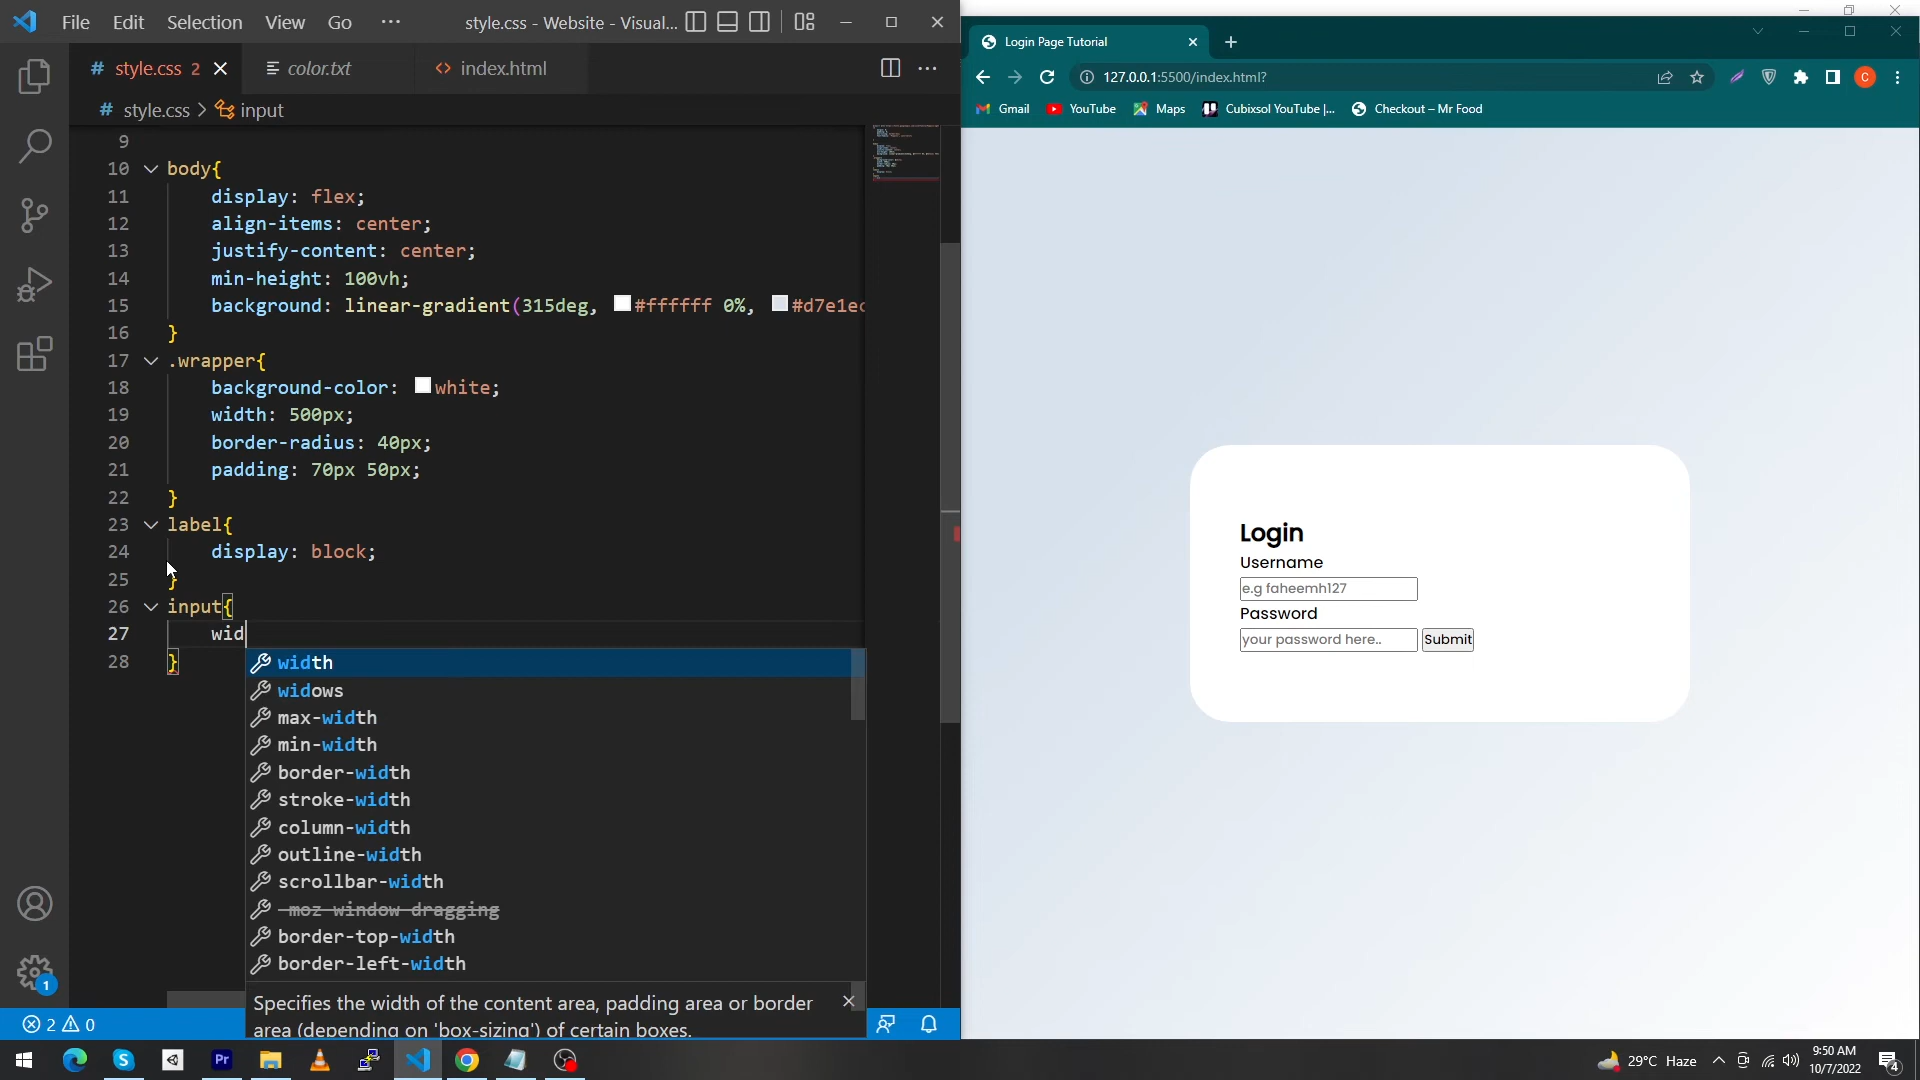 File Edit Selection View Go ··· style.css - Website - Visual...
# style.css 2 color.txt <> index.html
# style.css > input
9
10 body{
11 display: flex;
12 align-items: center;
13 justify-content: center;
14 min-height: 100vh;
15 background: linear-gradient(315deg, #ffffff 0%, #d7e1ec
16 }
17 .wrapper{
18 background-color: white;
19 width: 500px;
20 border-radius: 40px;
21 padding: 70px 50px;
22 }
23 label{
24 display: block;
25 }
26 input{
27 wid
28 }
width
widows
max-width
min-width
border-width
stroke-width
column-width
outline-width
scrollbar-width
-moz-window-dragging
border-top-width
border-left-width
Specifies the width of the content area, padding area or border
area (depending on 'box-sizing') of certain boxes.
1
2 0
Login Page Tutorial
127.0.0.1:5500/index.html?
C
Gmail YouTube Maps Cubixsol YouTube |... Checkout – Mr Food
Login
Username
e.g faheemh127
Password
your password here.. Submit
Pr
29°C Haze
9:50 AM
10/7/2022
4